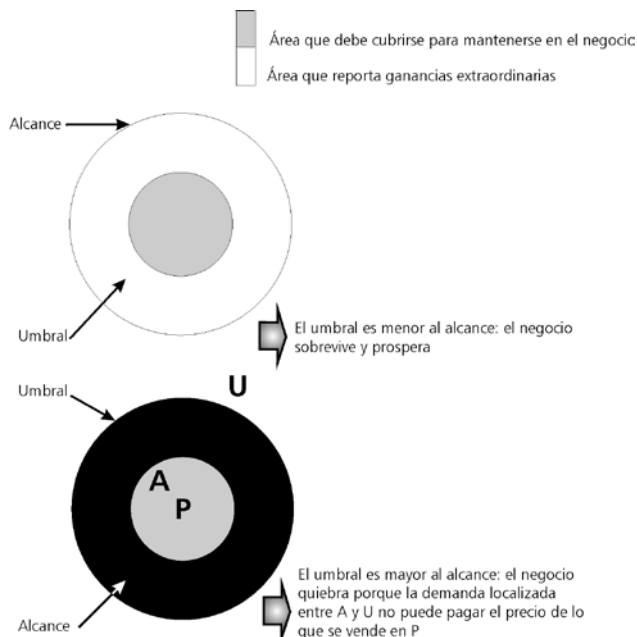 Área que debe cubrirse para mantenerse en el negocio
Área que reporta ganancias extraordinarias
Alcance
Umbral
El umbral es menor al alcance: el negocio
sobrevive y prospera
U
Umbral
A
P
El umbral es mayor al alcance: el negocio
quiebra porque la demanda localizada
entre A y U no puede pagar el precio de lo
que se vende en P
Alcance